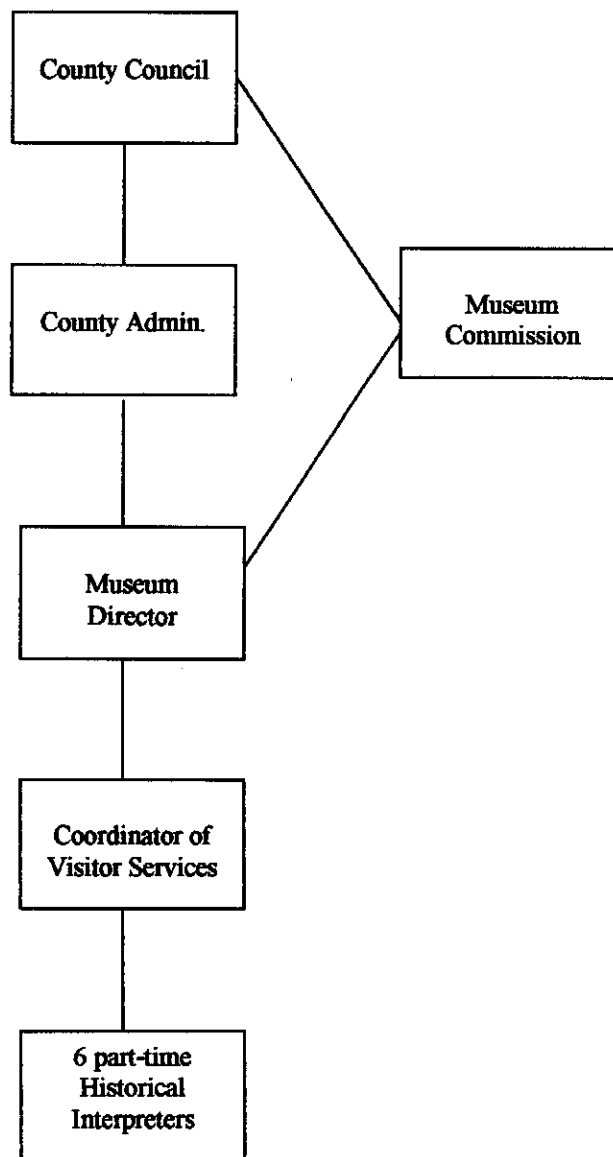 County Council
County Admin.
Museum
Commission
Museum
Director
Coordinator of
Visitor Services
6 part-time
Historical
Interpreters